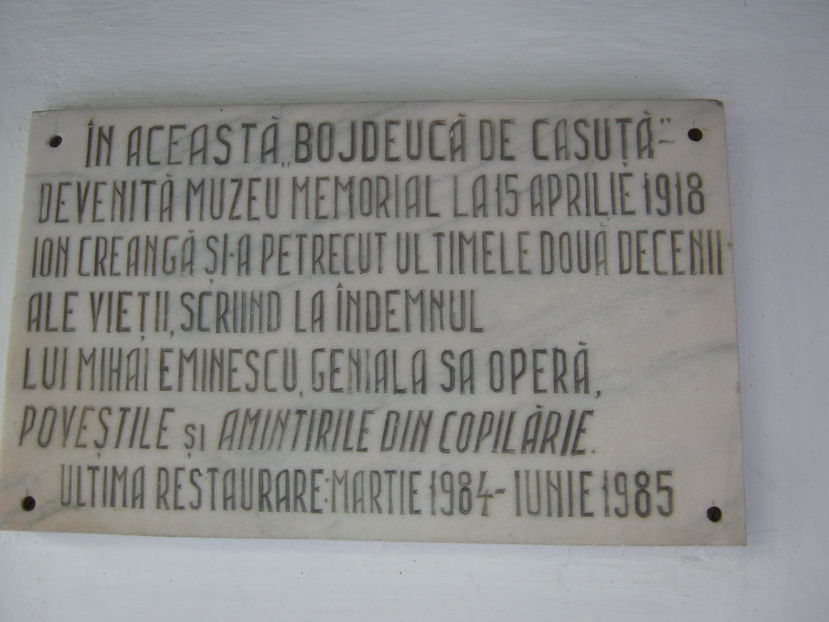 ÎN ACEASTĂ „BOJDEUCĂ DE CASUȚĂ”-
DEVENITĂ MUZEU MEMORIAL LA 15 APRILIE 1918
ION CREANGĂ ȘI-A PETRECUT ULTIMELE DOUĂ DECENII
ALE VIEȚII, SCRIIND LA ÎNDEMNUL
LUI MIHAI EMINESCU, GENIALA SA OPERĂ,
POVEȘTILE ȘI AMINTIRILE DIN COPILĂRIE.
ULTIMA RESTAURARE: MARTIE 1984- IUNIE 1985